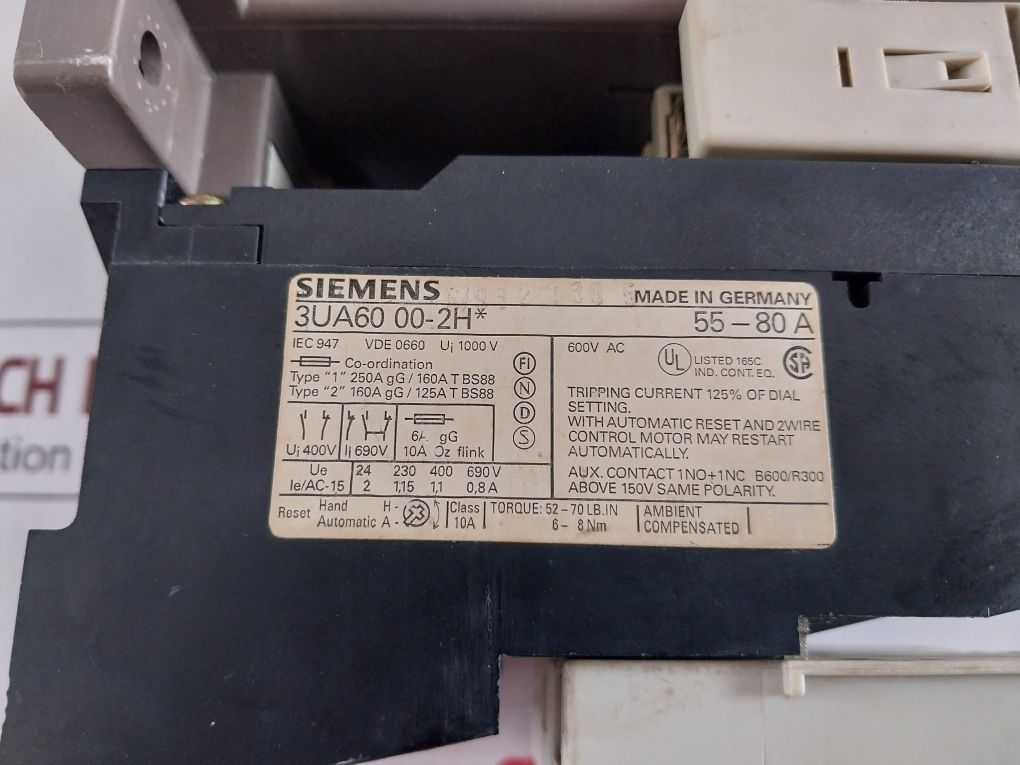 SIEMENS
MADE IN GERMANY
3UA60 00-2H*
55 – 80 A
IEC 947 VDE 0660 Ui 1000 V
Co-ordination
Type "1" 250A gG / 160A T BS88
Type "2" 160A gG / 125A T BS88
FI
N
D
S
Ui 400V Ii 690V
6A gG
10A Oz flink
Ue 24 230 400 690 V
Ie/AC-15 2 1,15 1,1 0,8 A
600V AC
UL LISTED 165C
IND. CONT. EQ.
SA
TRIPPING CURRENT 125% OF DIAL
SETTING.
WITH AUTOMATIC RESET AND 2WIRE
CONTROL MOTOR MAY RESTART
AUTOMATICALLY.
AUX. CONTACT 1NO+1NC B600/R300
ABOVE 150V SAME POLARITY.
Reset Hand H -
Automatic A -
Class
10A
TORQUE: 52 – 70 LB.IN
6 – 8 Nm
AMBIENT
COMPENSATED
CH
tion